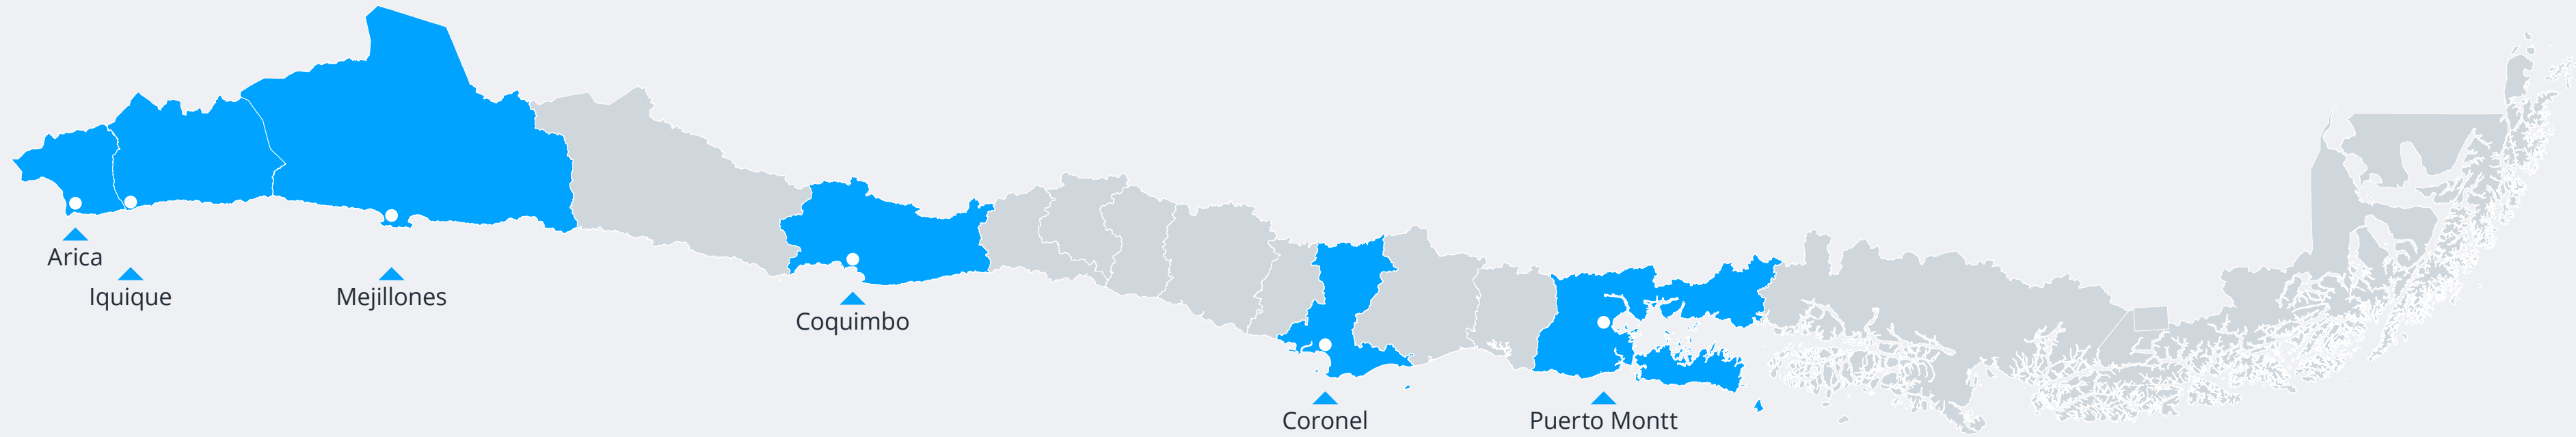 Arica
Iquique
Mejillones
Coquimbo
Coronel
Puerto Montt